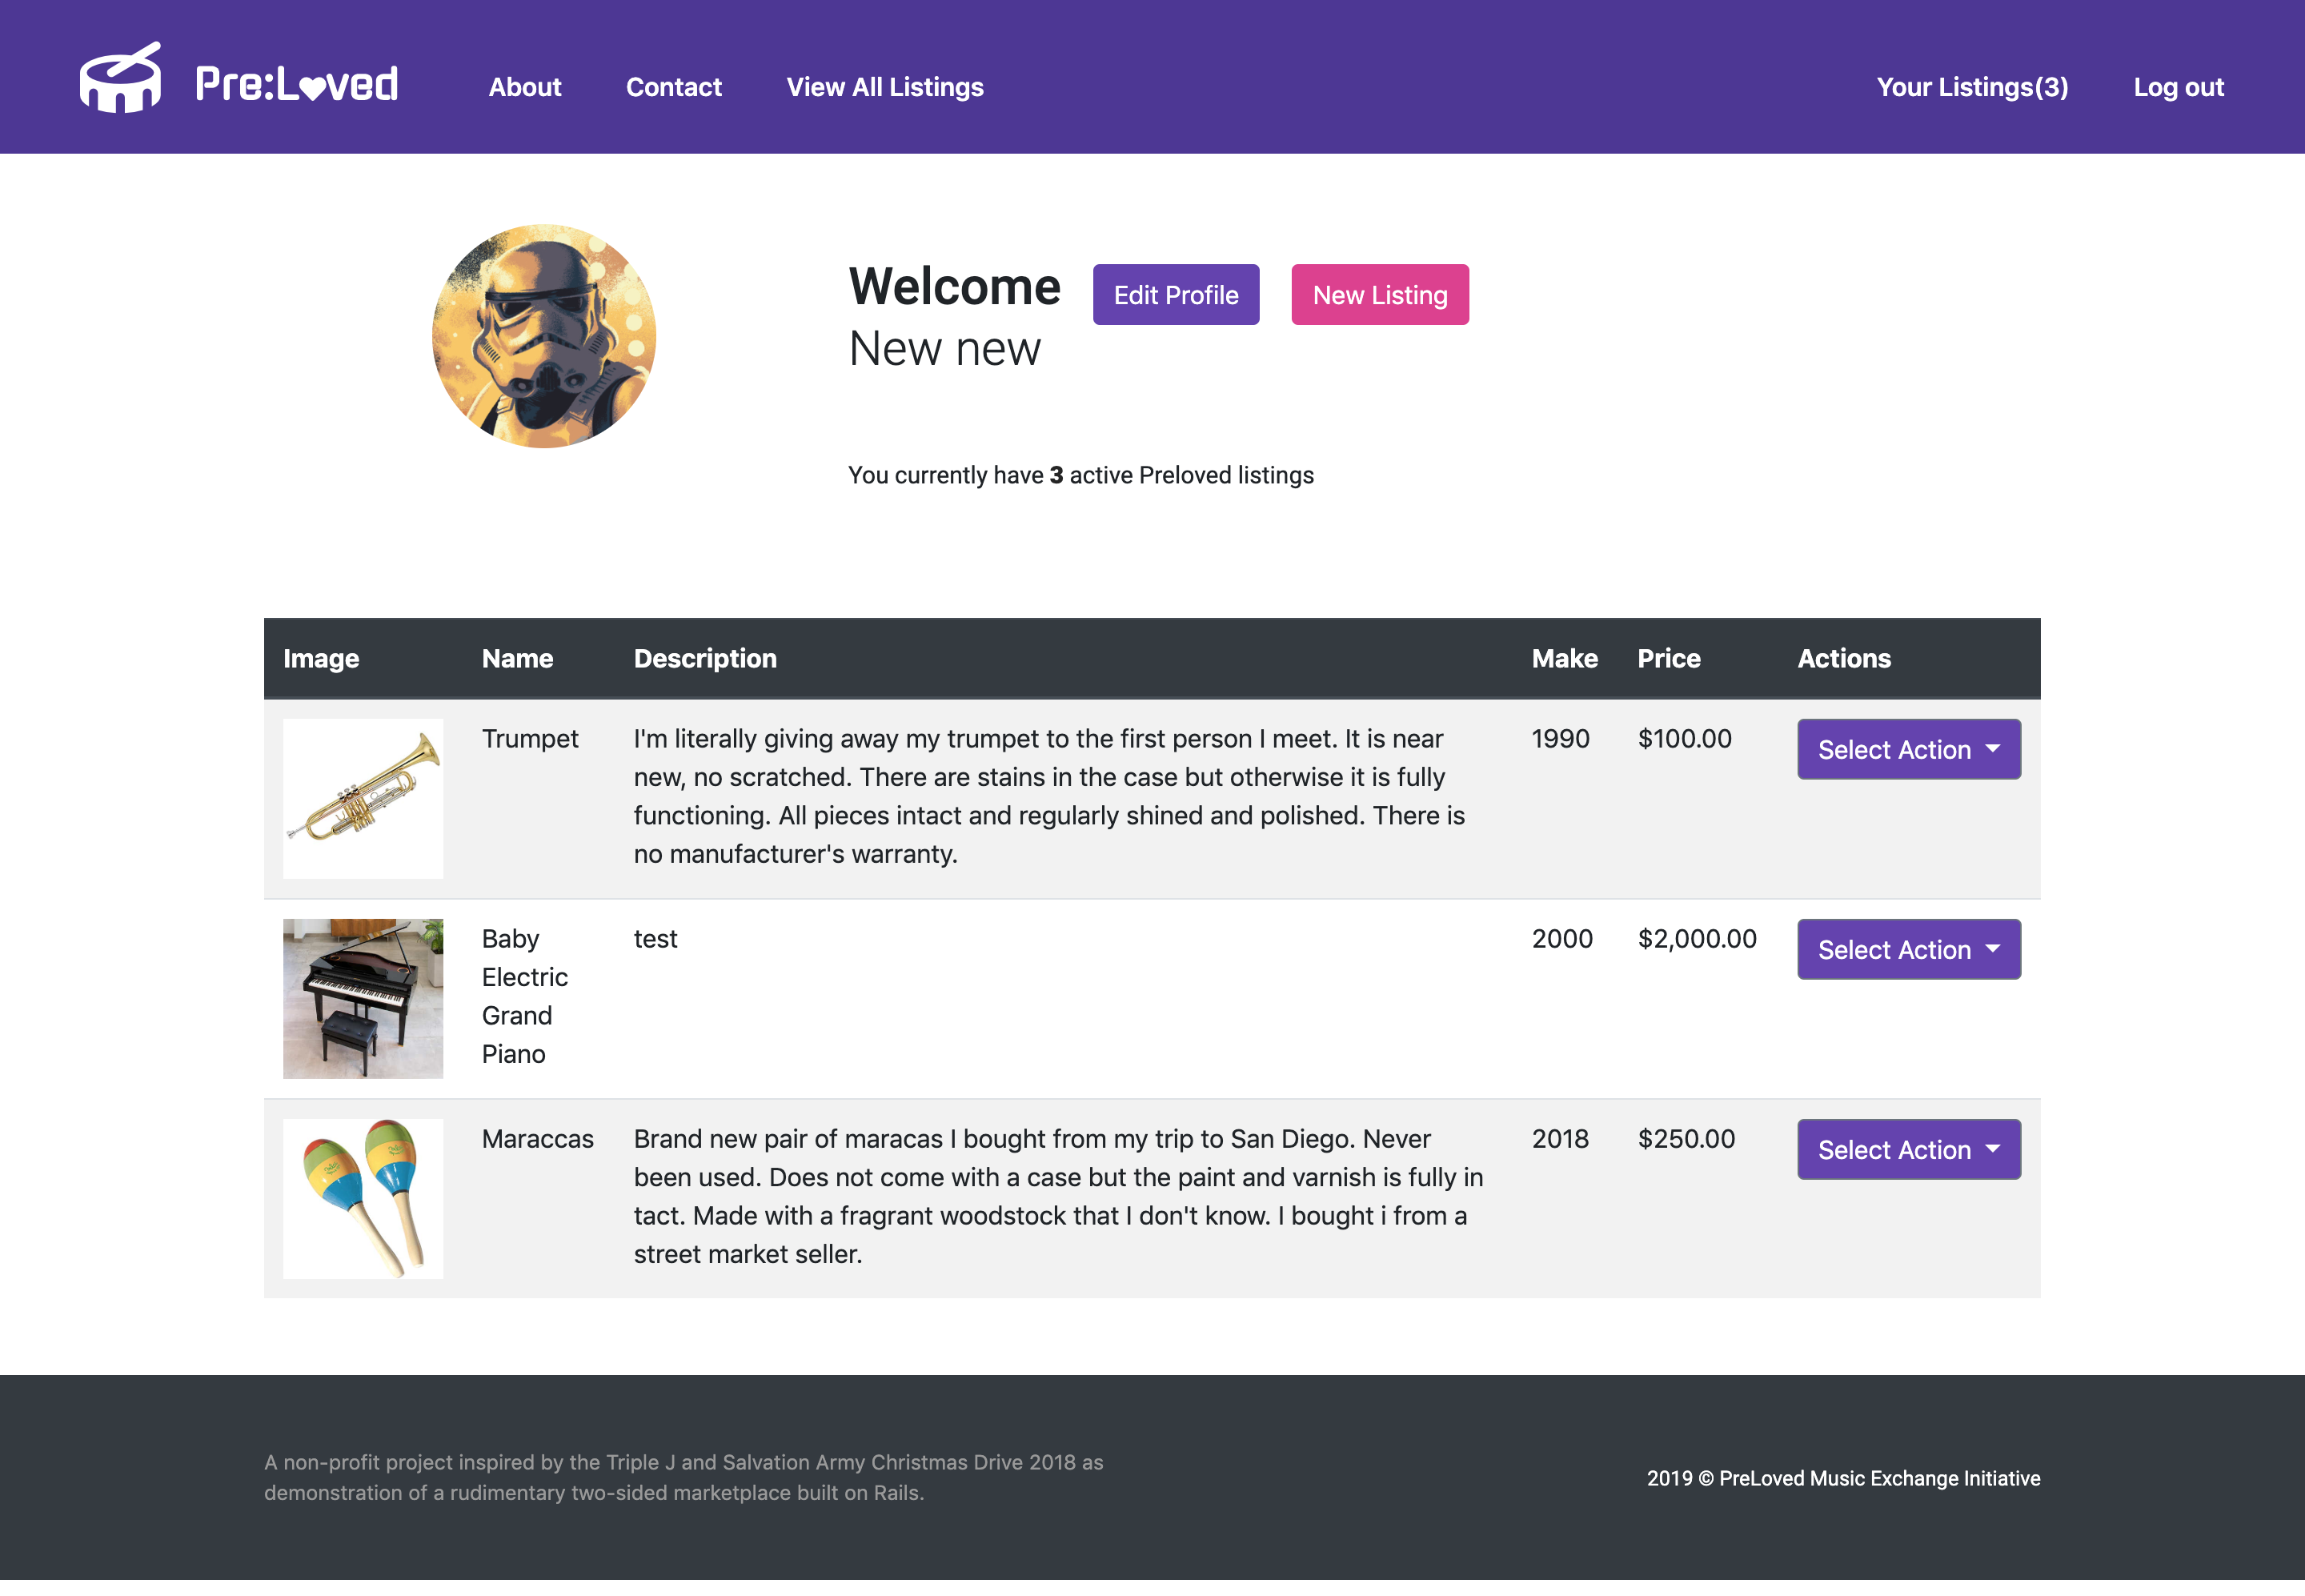 Pre:Loved
About
Contact
View All Listings
Your Listings(3)
Log out
Welcome
Edit Profile
New Listing
New new
You currently have 3 active Preloved listings
Image
Name
Description
Make
Price
Actions
Trumpet
I'm literally giving away my trumpet to the first person I meet. It is near
new, no scratched. There are stains in the case but otherwise it is fully
functioning. All pieces intact and regularly shined and polished. There is
no manufacturer's warranty.
1990
$100.00
Select Action
Baby
Electric
Grand
Piano
test
2000
$2,000.00
Select Action
Maraccas
Brand new pair of maracas I bought from my trip to San Diego. Never
been used. Does not come with a case but the paint and varnish is fully in
tact. Made with a fragrant woodstock that I don't know. I bought i from a
street market seller.
2018
$250.00
Select Action
A non-profit project inspired by the Triple J and Salvation Army Christmas Drive 2018 as
demonstration of a rudimentary two-sided marketplace built on Rails.
2019 © PreLoved Music Exchange Initiative